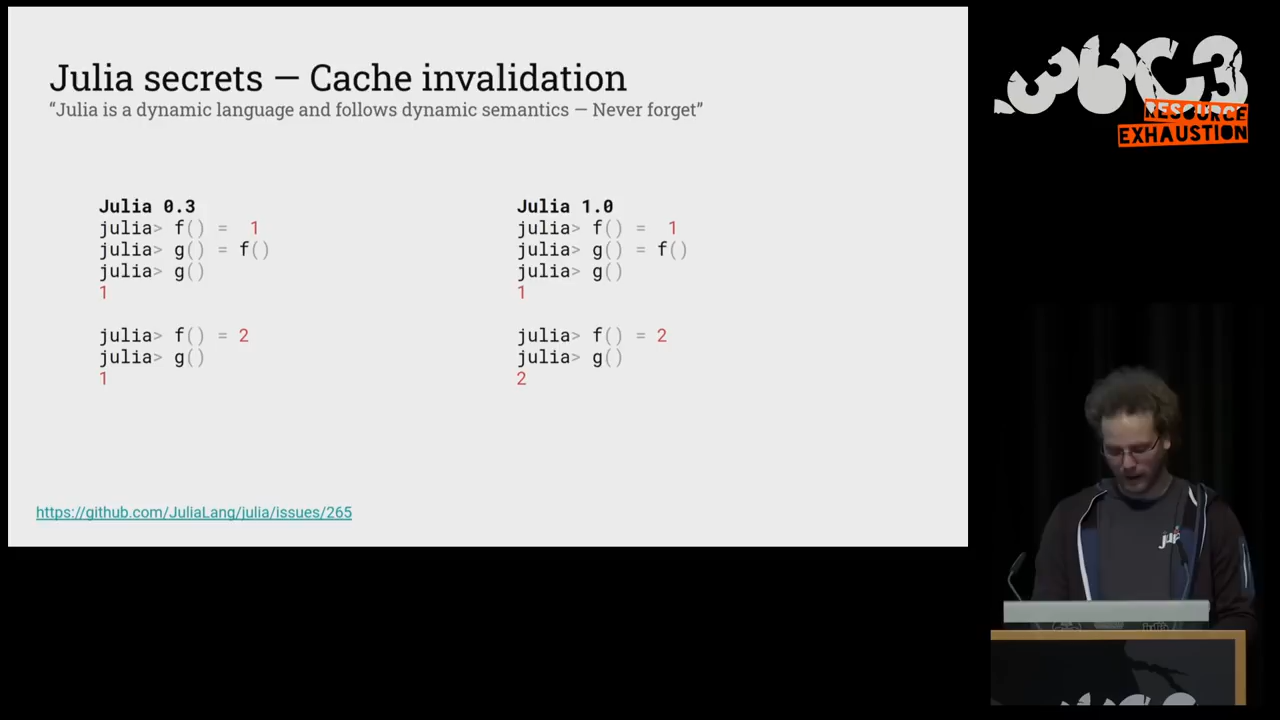 Julia secrets — Cache invalidation
“Julia is a dynamic language and follows dynamic semantics — Never forget”
Julia 0.3
julia> f() =  1
julia> g() = f()
julia> g()
1
julia> f() = 2
julia> g()
1
Julia 1.0
julia> f() =  1
julia> g() = f()
julia> g()
1
julia> f() = 2
julia> g()
2
https://github.com/JuliaLang/julia/issues/265
36C3
RESOURCE
EXHAUSTION